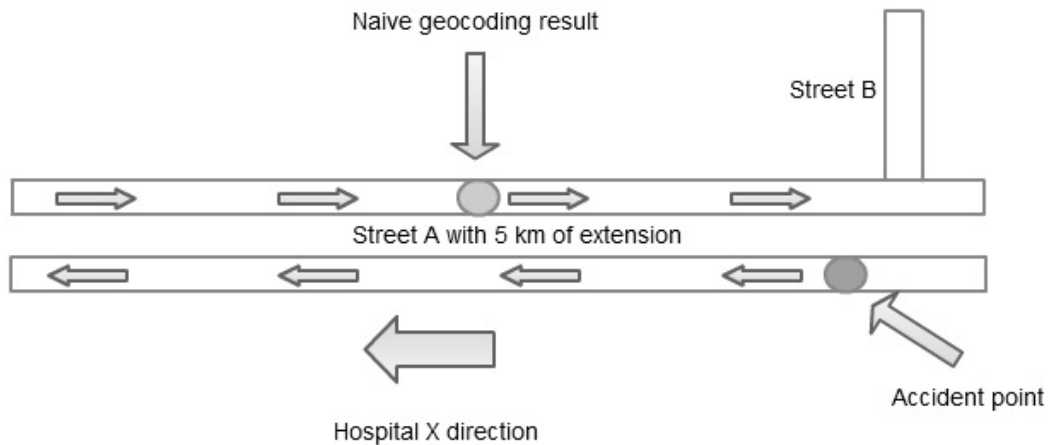 Naive geocoding result
Street B
Street A with 5 km of extension
Accident point
Hospital X direction